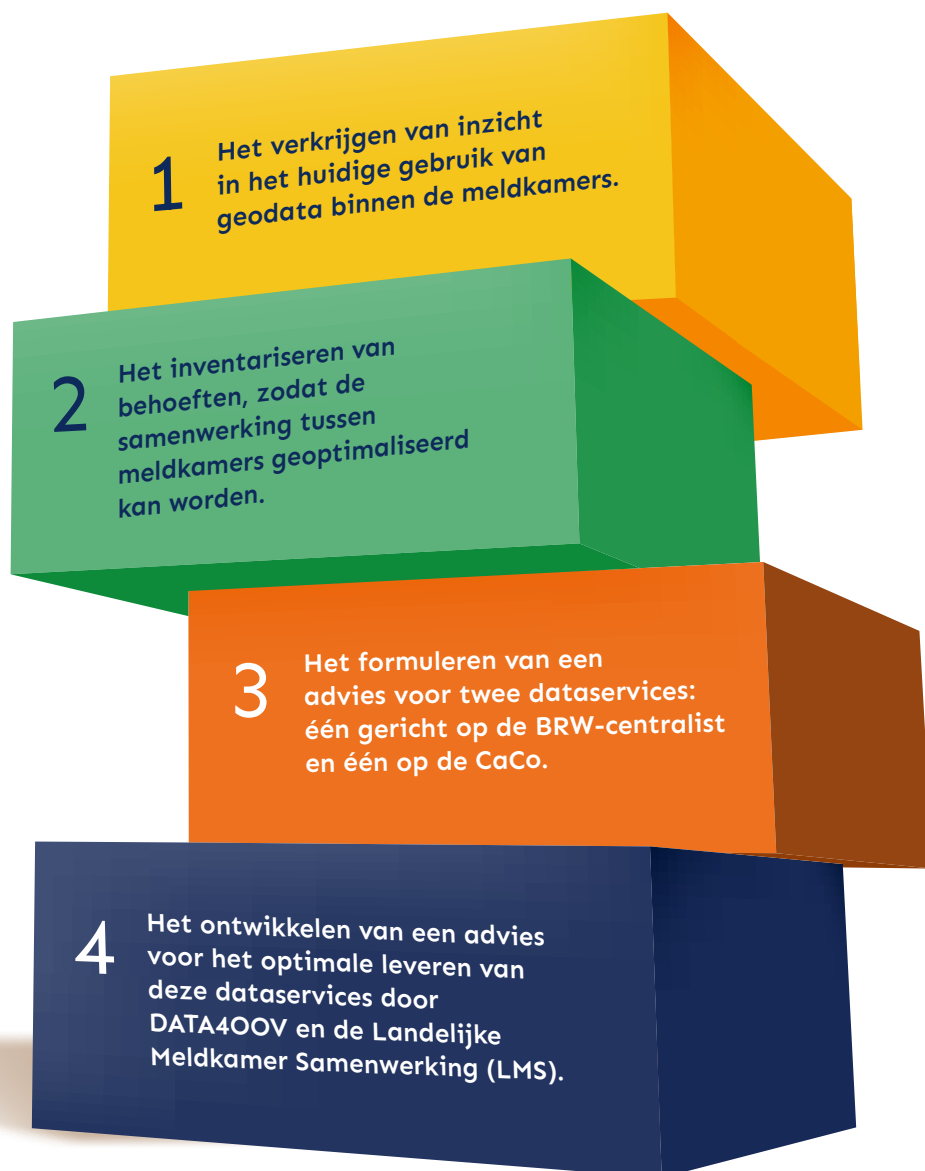 1
Het verkrijgen van inzicht
in het huidige gebruik van
geodata binnen de meldkamers.
2
Het inventariseren van
behoeften, zodat de
samenwerking tussen
meldkamers geoptimaliseerd
kan worden.
3
Het formuleren van een
advies voor twee dataservices:
één gericht op de BRW-centralist
en één op de CaCo.
4
Het ontwikkelen van een advies
voor het optimale leveren van
deze dataservices door
DATA4OOV en de Landelijke
Meldkamer Samenwerking (LMS).